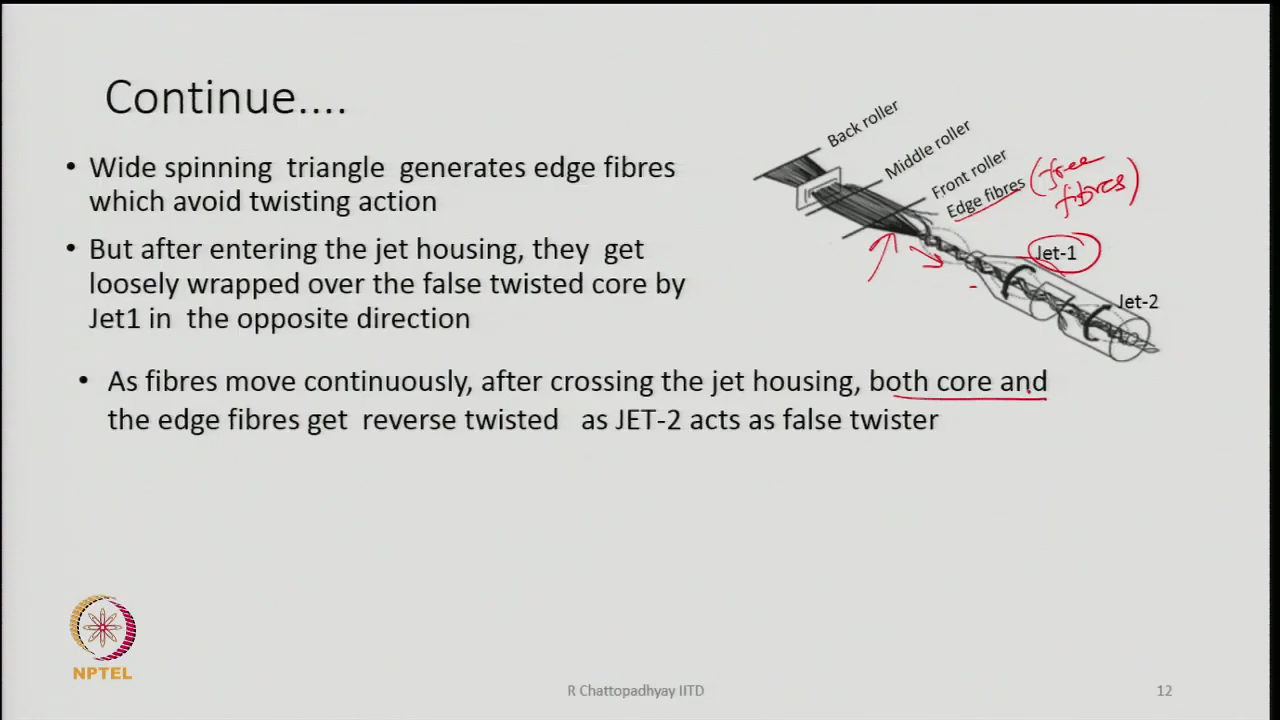 Continue....
• Wide spinning triangle generates edge fibres
which avoid twisting action
• But after entering the jet housing, they get
loosely wrapped over the false twisted core by
Jet1 in the opposite direction
• As fibres move continuously, after crossing the jet housing, both core and
the edge fibres get reverse twisted as JET-2 acts as false twister
Back roller
Middle roller
Front roller
Edge fibres
(free
fibres)
Jet-1
Jet-2
NPTEL
R Chattopadhyay IITD
12